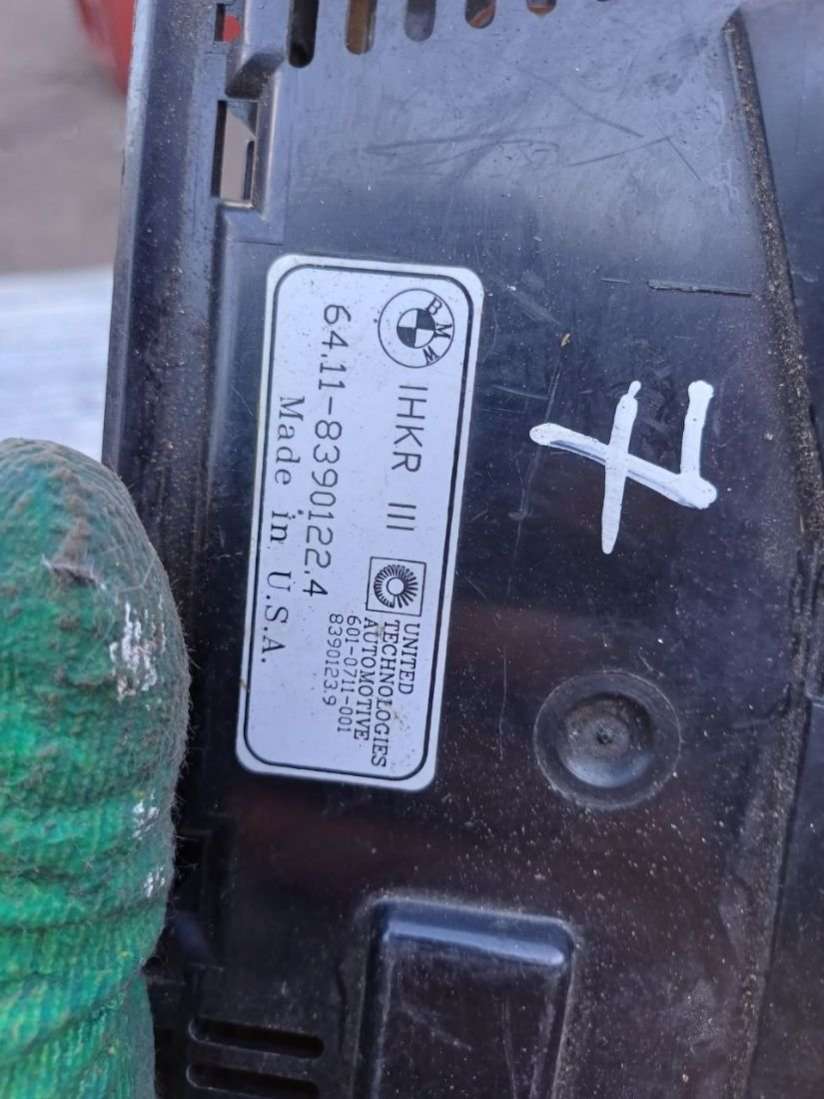 BMW IHKR III
UNITED
TECHNOLOGIES
AUTOMOTIVE
601-0711-001
8390123.9
64.11-8390122.4
Made in U.S.A.